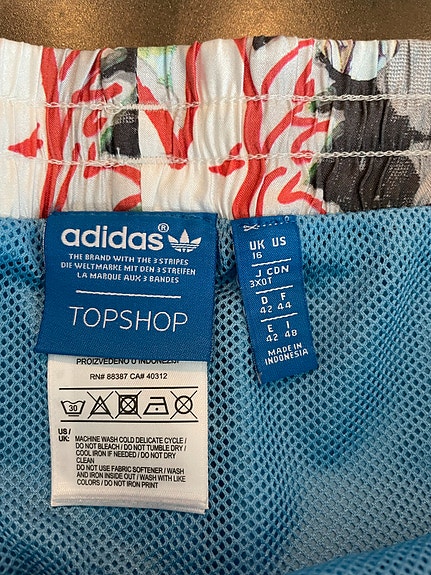 adidas®
THE BRAND WITH THE 3 STRIPES
DIE WELTMARKE MIT DEN 3 STREIFEN
LA MARQUE AUX 3 BANDES
TOPSHOP
UK US
16
J CDN
3XOT
D F
42 44
E I
42 48
MADE IN
INDONESIA
PROIZVEDENO U INDONEZIJI
RN# 88387 CA# 40312
30
US /
UK: MACHINE WASH COLD DELICATE CYCLE /
DO NOT BLEACH / DO NOT TUMBLE DRY /
COOL IRON IF NEEDED / DO NOT DRY
CLEAN
DO NOT USE FABRIC SOFTENER / WASH
AND IRON INSIDE OUT / WASH WITH LIKE
COLORS / DO NOT IRON PRINT